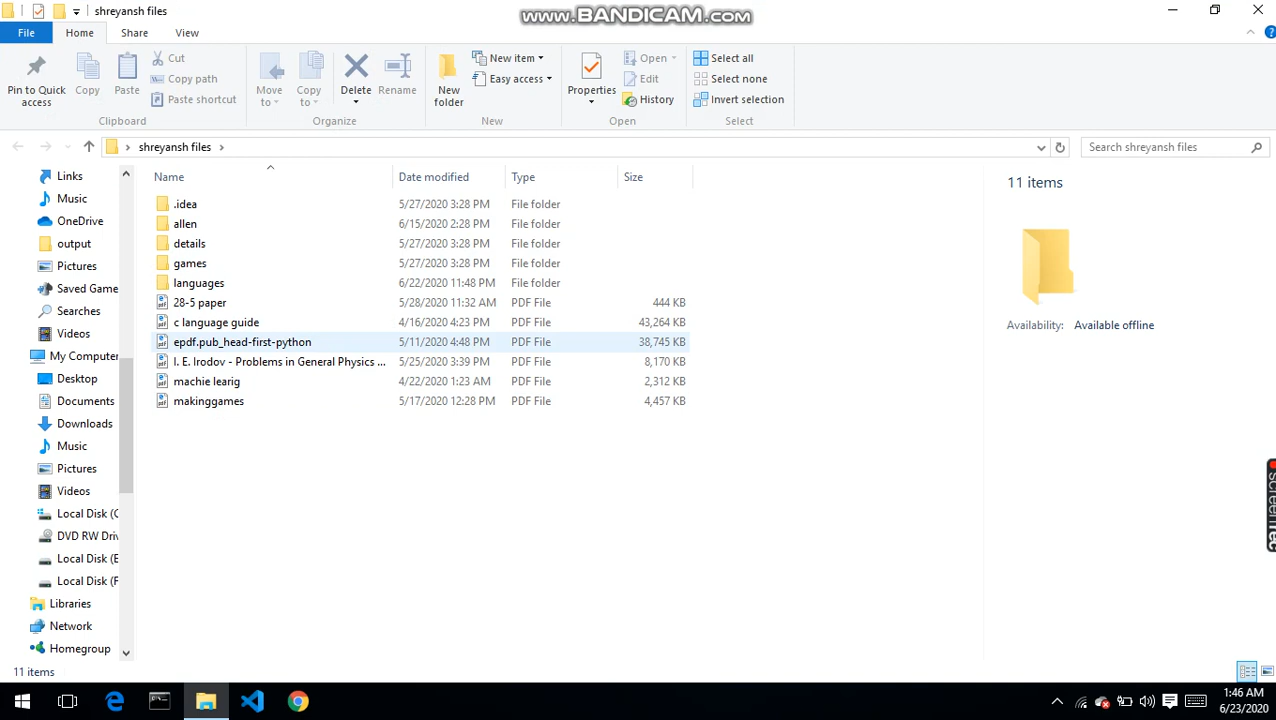 shreyansh files
www.BANDICAM.com
File
Home
Share
View
Pin to Quick access
Copy
Paste
Cut
Copy path
Paste shortcut
Clipboard
Move to
Copy to
Delete
Rename
Organize
New folder
New item
Easy access
New
Properties
Open
Edit
History
Open
Select all
Select none
Invert selection
Select
shreyansh files
Search shreyansh files
Links
Music
OneDrive
output
Pictures
Saved Game
Searches
Videos
My Computer
Desktop
Documents
Downloads
Music
Pictures
Videos
Local Disk (C
DVD RW Driv
Local Disk (E
Local Disk (F
Libraries
Network
Homegroup
Name Date modified Type Size
.idea 5/27/2020 3:28 PM File folder
allen 6/15/2020 2:28 PM File folder
details 5/27/2020 3:28 PM File folder
games 5/27/2020 3:28 PM File folder
languages 6/22/2020 11:48 PM File folder
28-5 paper 5/28/2020 11:32 AM PDF File 444 KB
c language guide 4/16/2020 4:23 PM PDF File 43,264 KB
epdf.pub_head-first-python 5/11/2020 4:48 PM PDF File 38,745 KB
I. E. Irodov - Problems in General Physics ... 5/25/2020 3:39 PM PDF File 8,170 KB
machie learig 4/22/2020 1:23 AM PDF File 2,312 KB
makinggames 5/17/2020 12:28 PM PDF File 4,457 KB
11 items
Availability: Available offline
screenrec
11 items
1:46 AM
6/23/2020